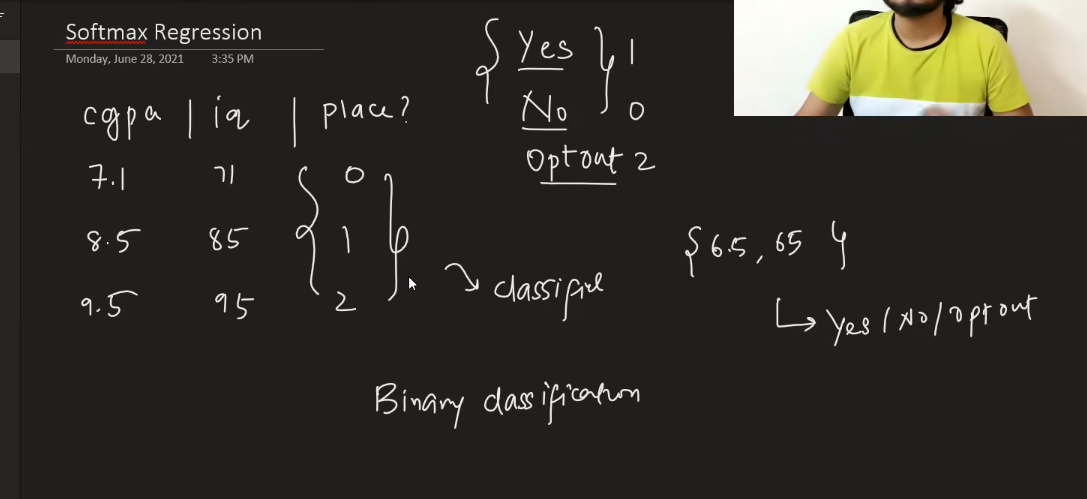 Softmax Regression
Monday, June 28, 2021 3:35 PM
cgpa | iq | place?
7.1 71 0
8.5 85 1
9.5 95 2
Yes 1
No 0
Optout 2
classifier
{6.5, 65}
Yes/No/optout
Binary classification